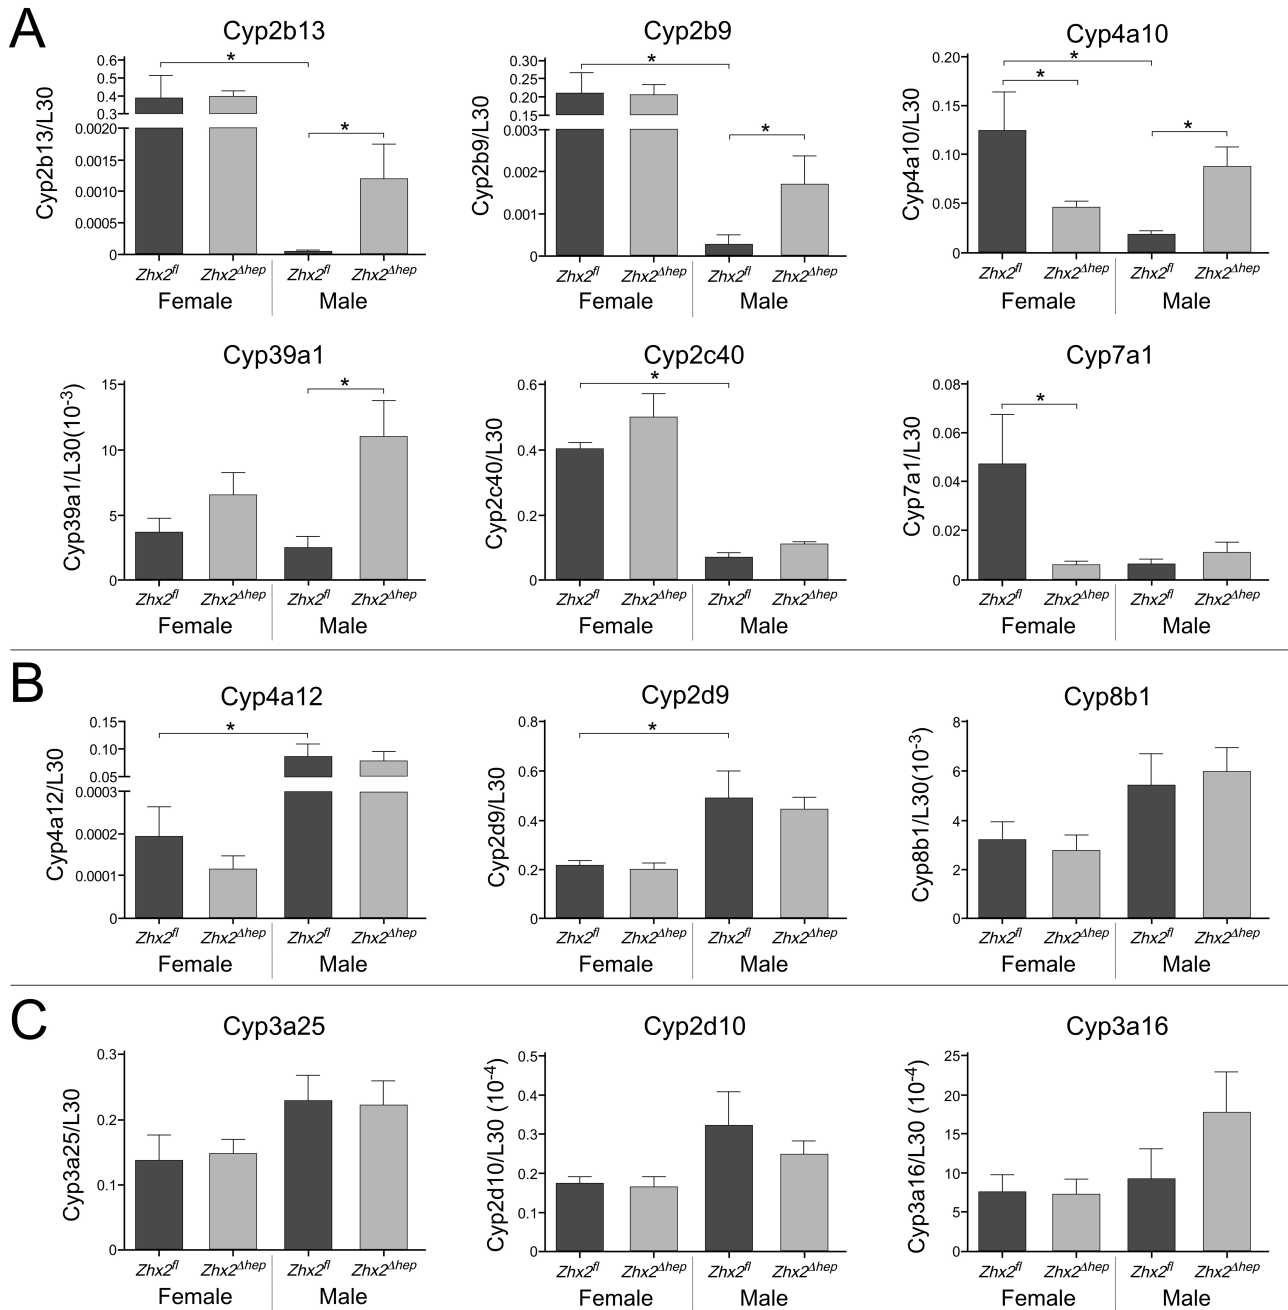 A
Cyp2b13
Cyp2b13/L30
0.6
0.5
0.4
0.3
0.0020
0.0015
0.0010
0.0005
0
*
*
Zhx2fl Zhx2Δhep Zhx2fl Zhx2Δhep
Female Male
Cyp2b9
Cyp2b9/L30
0.30
0.25
0.20
0.15
0.003
0.002
0.001
0
*
*
Zhx2fl Zhx2Δhep Zhx2fl Zhx2Δhep
Female Male
Cyp4a10
Cyp4a10/L30
0.20
0.15
0.10
0.05
0
*
*
*
Zhx2fl Zhx2Δhep Zhx2fl Zhx2Δhep
Female Male
Cyp39a1
Cyp39a1/L30(10-3)
15
10
5
0
*
Zhx2fl Zhx2Δhep Zhx2fl Zhx2Δhep
Female Male
Cyp2c40
Cyp2c40/L30
0.6
0.4
0.2
0
*
Zhx2fl Zhx2Δhep Zhx2fl Zhx2Δhep
Female Male
Cyp7a1
Cyp7a1/L30
0.08
0.06
0.04
0.02
0
*
Zhx2fl Zhx2Δhep Zhx2fl Zhx2Δhep
Female Male
B
Cyp4a12
Cyp4a12/L30
0.15
0.10
0.05
0.0003
0.0002
0.0001
0
*
Zhx2fl Zhx2Δhep Zhx2fl Zhx2Δhep
Female Male
Cyp2d9
Cyp2d9/L30
0.8
0.6
0.4
0.2
0
*
Zhx2fl Zhx2Δhep Zhx2fl Zhx2Δhep
Female Male
Cyp8b1
Cyp8b1/L30(10-3)
8
6
4
2
0
Zhx2fl Zhx2Δhep Zhx2fl Zhx2Δhep
Female Male
C
Cyp3a25
Cyp3a25/L30
0.3
0.2
0.1
0
Zhx2fl Zhx2Δhep Zhx2fl Zhx2Δhep
Female Male
Cyp2d10
Cyp2d10/L30 (10-4)
0.5
0.4
0.3
0.2
0.1
0
Zhx2fl Zhx2Δhep Zhx2fl Zhx2Δhep
Female Male
Cyp3a16
Cyp3a16/L30 (10-4)
25
20
15
10
5
0
Zhx2fl Zhx2Δhep Zhx2fl Zhx2Δhep
Female Male